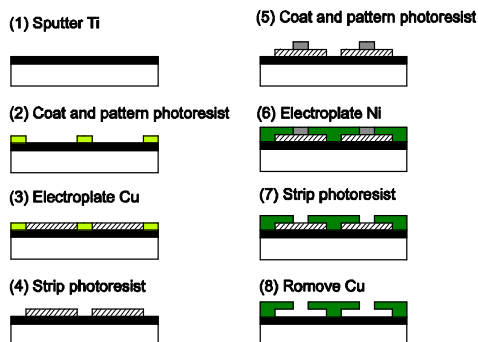 (1) Sputter Ti
(2) Coat and pattern photoresist
(3) Electroplate Cu
(4) Strip photoresist
(5) Coat and pattern photoresist
(6) Electroplate Ni
(7) Strip photoresist
(8) Romove Cu